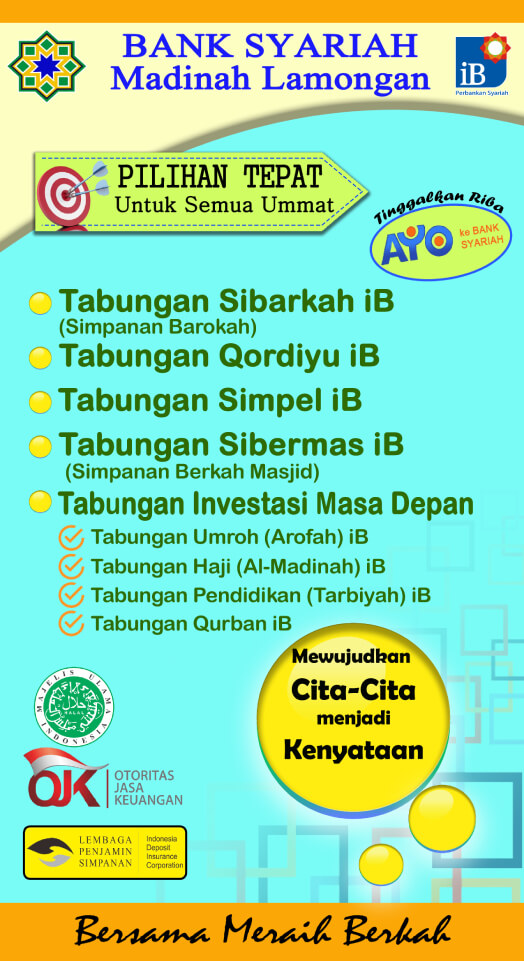 BANK SYARIAH
Madinah Lamongan
iB
Perbankan Syariah
PILIHAN TEPAT
Untuk Semua Ummat
Tinggalkan Riba
AYO ke BANK
SYARIAH
Tabungan Sibarkah iB
(Simpanan Barokah)
Tabungan Qordiyu iB
Tabungan Simpel iB
Tabungan Sibermas iB
(Simpanan Berkah Masjid)
Tabungan Investasi Masa Depan
Tabungan Umroh (Arofah) iB
Tabungan Haji (Al-Madinah) iB
Tabungan Pendidikan (Tarbiyah) iB
Tabungan Qurban iB
Mewujudkan
Cita-Cita
menjadi
Kenyataan
MAJELIS ULAMA
INDONESIA
حلال
HALAL
OJK
OTORITAS
JASA
KEUANGAN
LEMBAGA
PENJAMIN
SIMPANAN
Indonesia
Deposit
Insurance
Corporation
Bersama Meraih Berkah